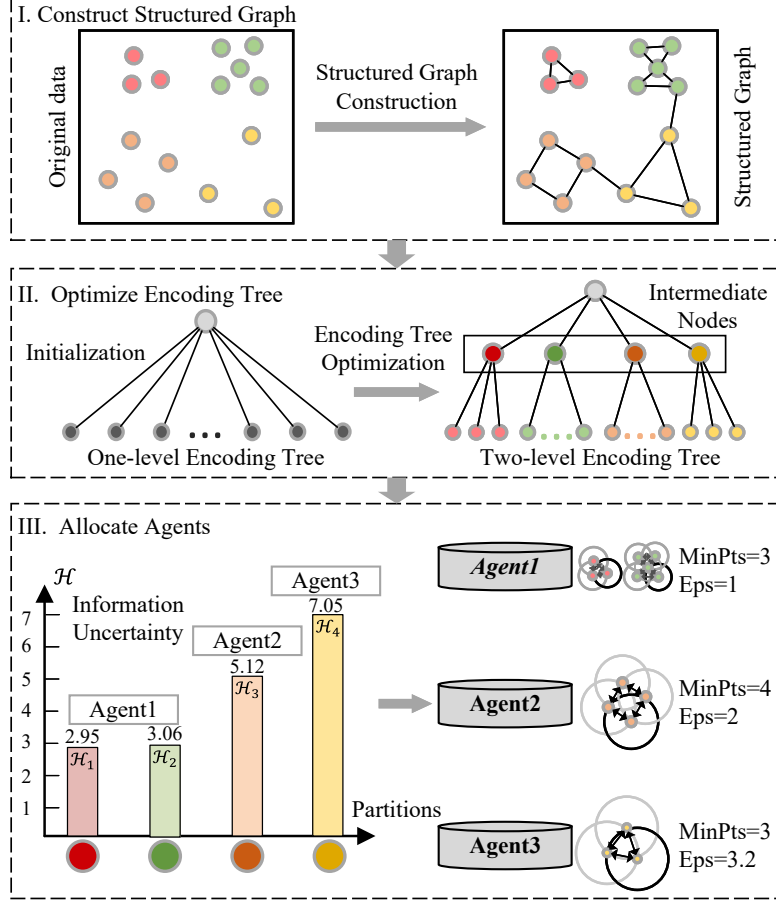 I. Construct Structured Graph
Original data
Structured Graph
Construction
Structured Graph
II. Optimize Encoding Tree
Initialization
Encoding Tree
Optimization
Intermediate
Nodes
One-level Encoding Tree
Two-level Encoding Tree
III. Allocate Agents
ℋ
Information
Uncertainty
7
6
5
4
3
2
1
Agent1
2.95
ℋ₁
3.06
ℋ₂
Agent2
5.12
ℋ₃
Agent3
7.05
ℋ₄
Partitions
Agent1
MinPts=3
Eps=1
Agent2
MinPts=4
Eps=2
Agent3
MinPts=3
Eps=3.2